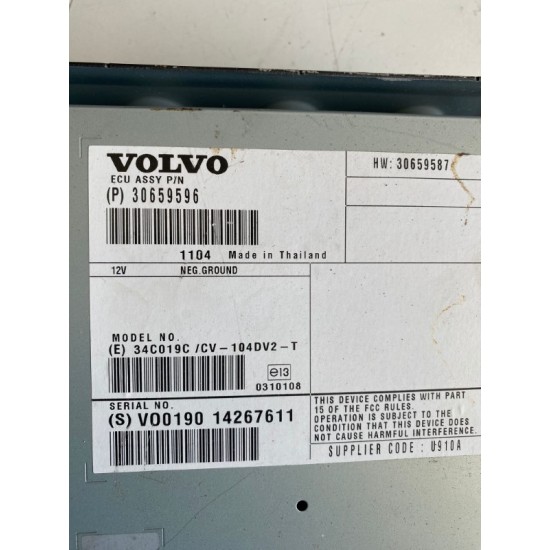 VOLVO
HW: 30659587
ECU ASSY P/N
(P) 30659596
1104 Made in Thailand
12V NEG.GROUND
MODEL NO.
(E) 34C019C /CV-104DV2-T
e13
0310108
SERIAL NO.
(S) VO0190 14267611
THIS DEVICE COMPLIES WITH PART
15 OF THE FCC RULES.
OPERATION IS SUBJECT TO THE
CONDITION THAT THIS DEVICE DOES
NOT CAUSE HARMFUL INTERFERENCE.
SUPPLIER CODE : U910A